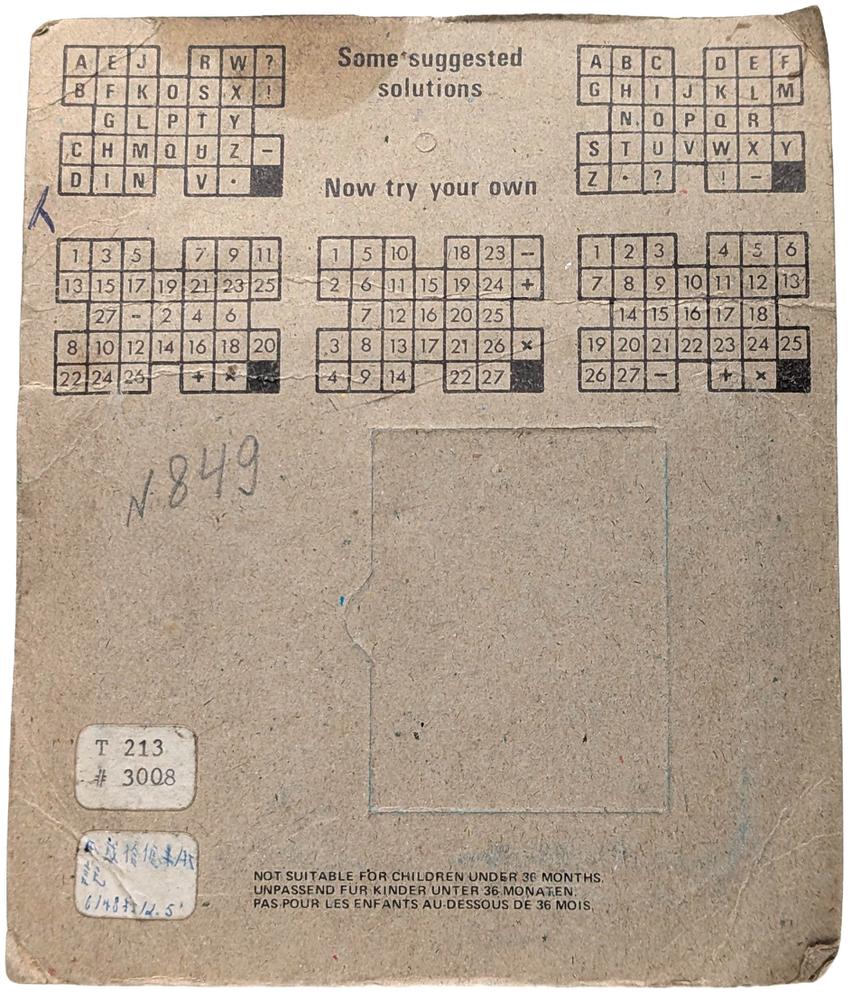 Some suggested
solutions
Now try your own
A E J R W ?
B F K O S X !
G L P T Y
C H M Q U Z –
D I N V ·
A B C D E F
G H I J K L M
N O P Q R
S T U V W X Y
Z · ? ! –
1 3 5 7 9 11
13 15 17 19 21 23 25
27 – 2 4 6
8 10 12 14 16 18 20
22 24 26 + ×
1 5 10 18 23 –
2 6 11 15 19 24 +
7 12 16 20 25
3 8 13 17 21 26 ×
4 9 14 22 27
1 2 3 4 5 6
7 8 9 10 11 12 13
14 15 16 17 18
19 20 21 22 23 24 25
26 27 – + ×
N.849
T 213
# 3008
NOT SUITABLE FOR CHILDREN UNDER 36 MONTHS.
UNPASSEND FUR KINDER UNTER 36 MONATEN.
PAS POUR LES ENFANTS AU-DESSOUS DE 36 MOIS.